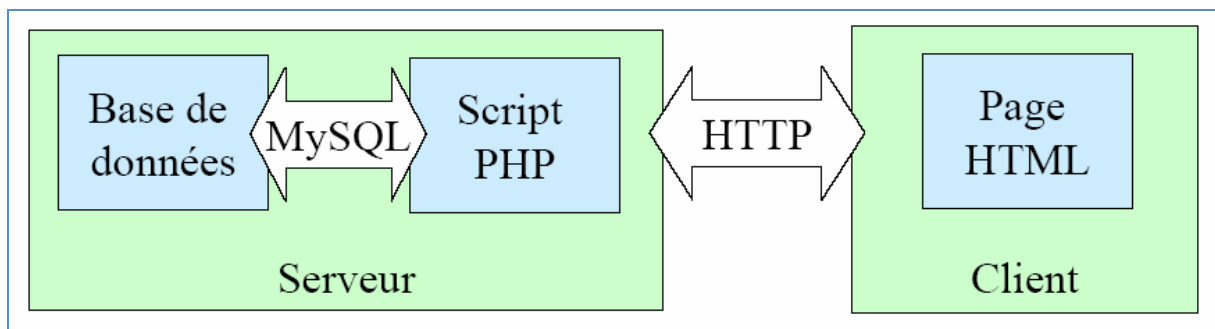 Base de
données
MySQL
Script
PHP
Serveur
HTTP
Page
HTML
Client